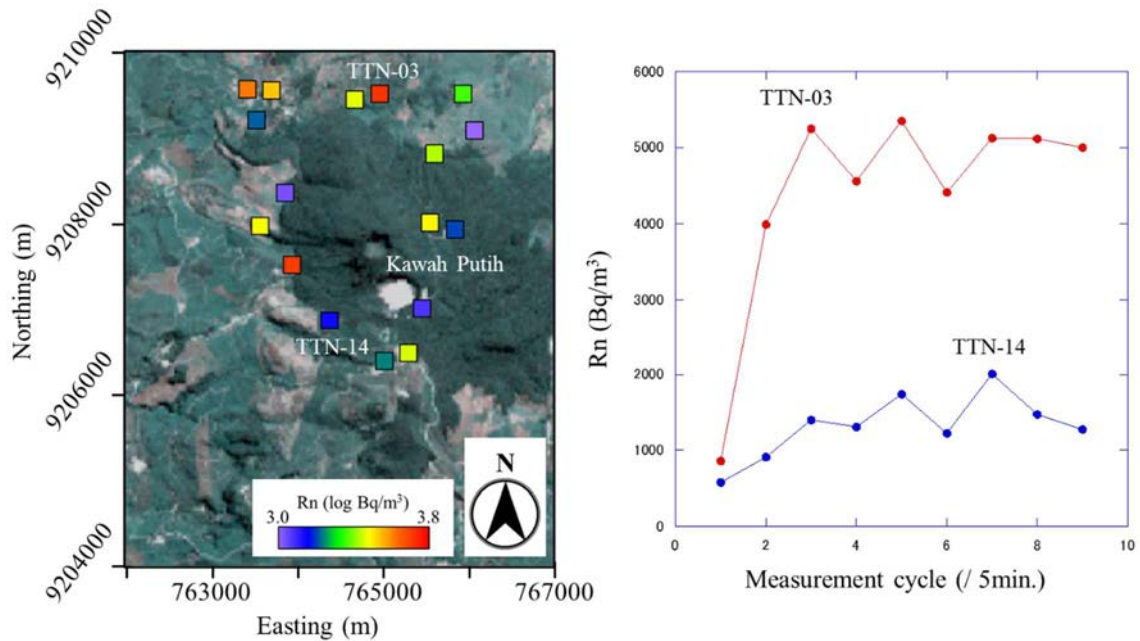 9210000
9208000
9206000
9204000
Northing (m)
TTN-03
Kawah Putih
TTN-14
Rn (log Bq/m³)
3.0 3.8
N
763000 765000 767000
Easting (m)
6000
5000
4000
3000
2000
1000
0
Rn (Bq/m³)
TTN-03
TTN-14
0 2 4 6 8 10
Measurement cycle (/ 5min.)